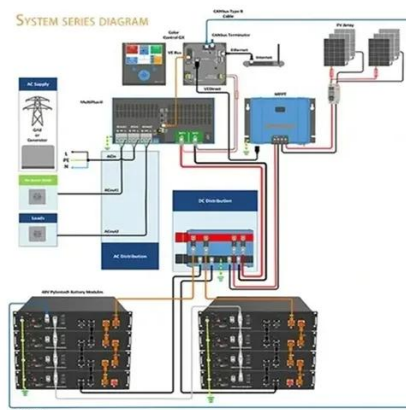 SYSTEM SERIES DIAGRAM
CANbus Type B
Cable
Color
Control GX
CANbus Terminator
PV Array
Ethernet
Ethernet
VE Bus
AC Supply
VE Direct
MPPT
MultiPlus-II
Grid
or
Generator
L
PE
N
ACin
ACout1
DC Distribution
Loads
ACout2
AC Distribution
48V Pylontech Battery Modules